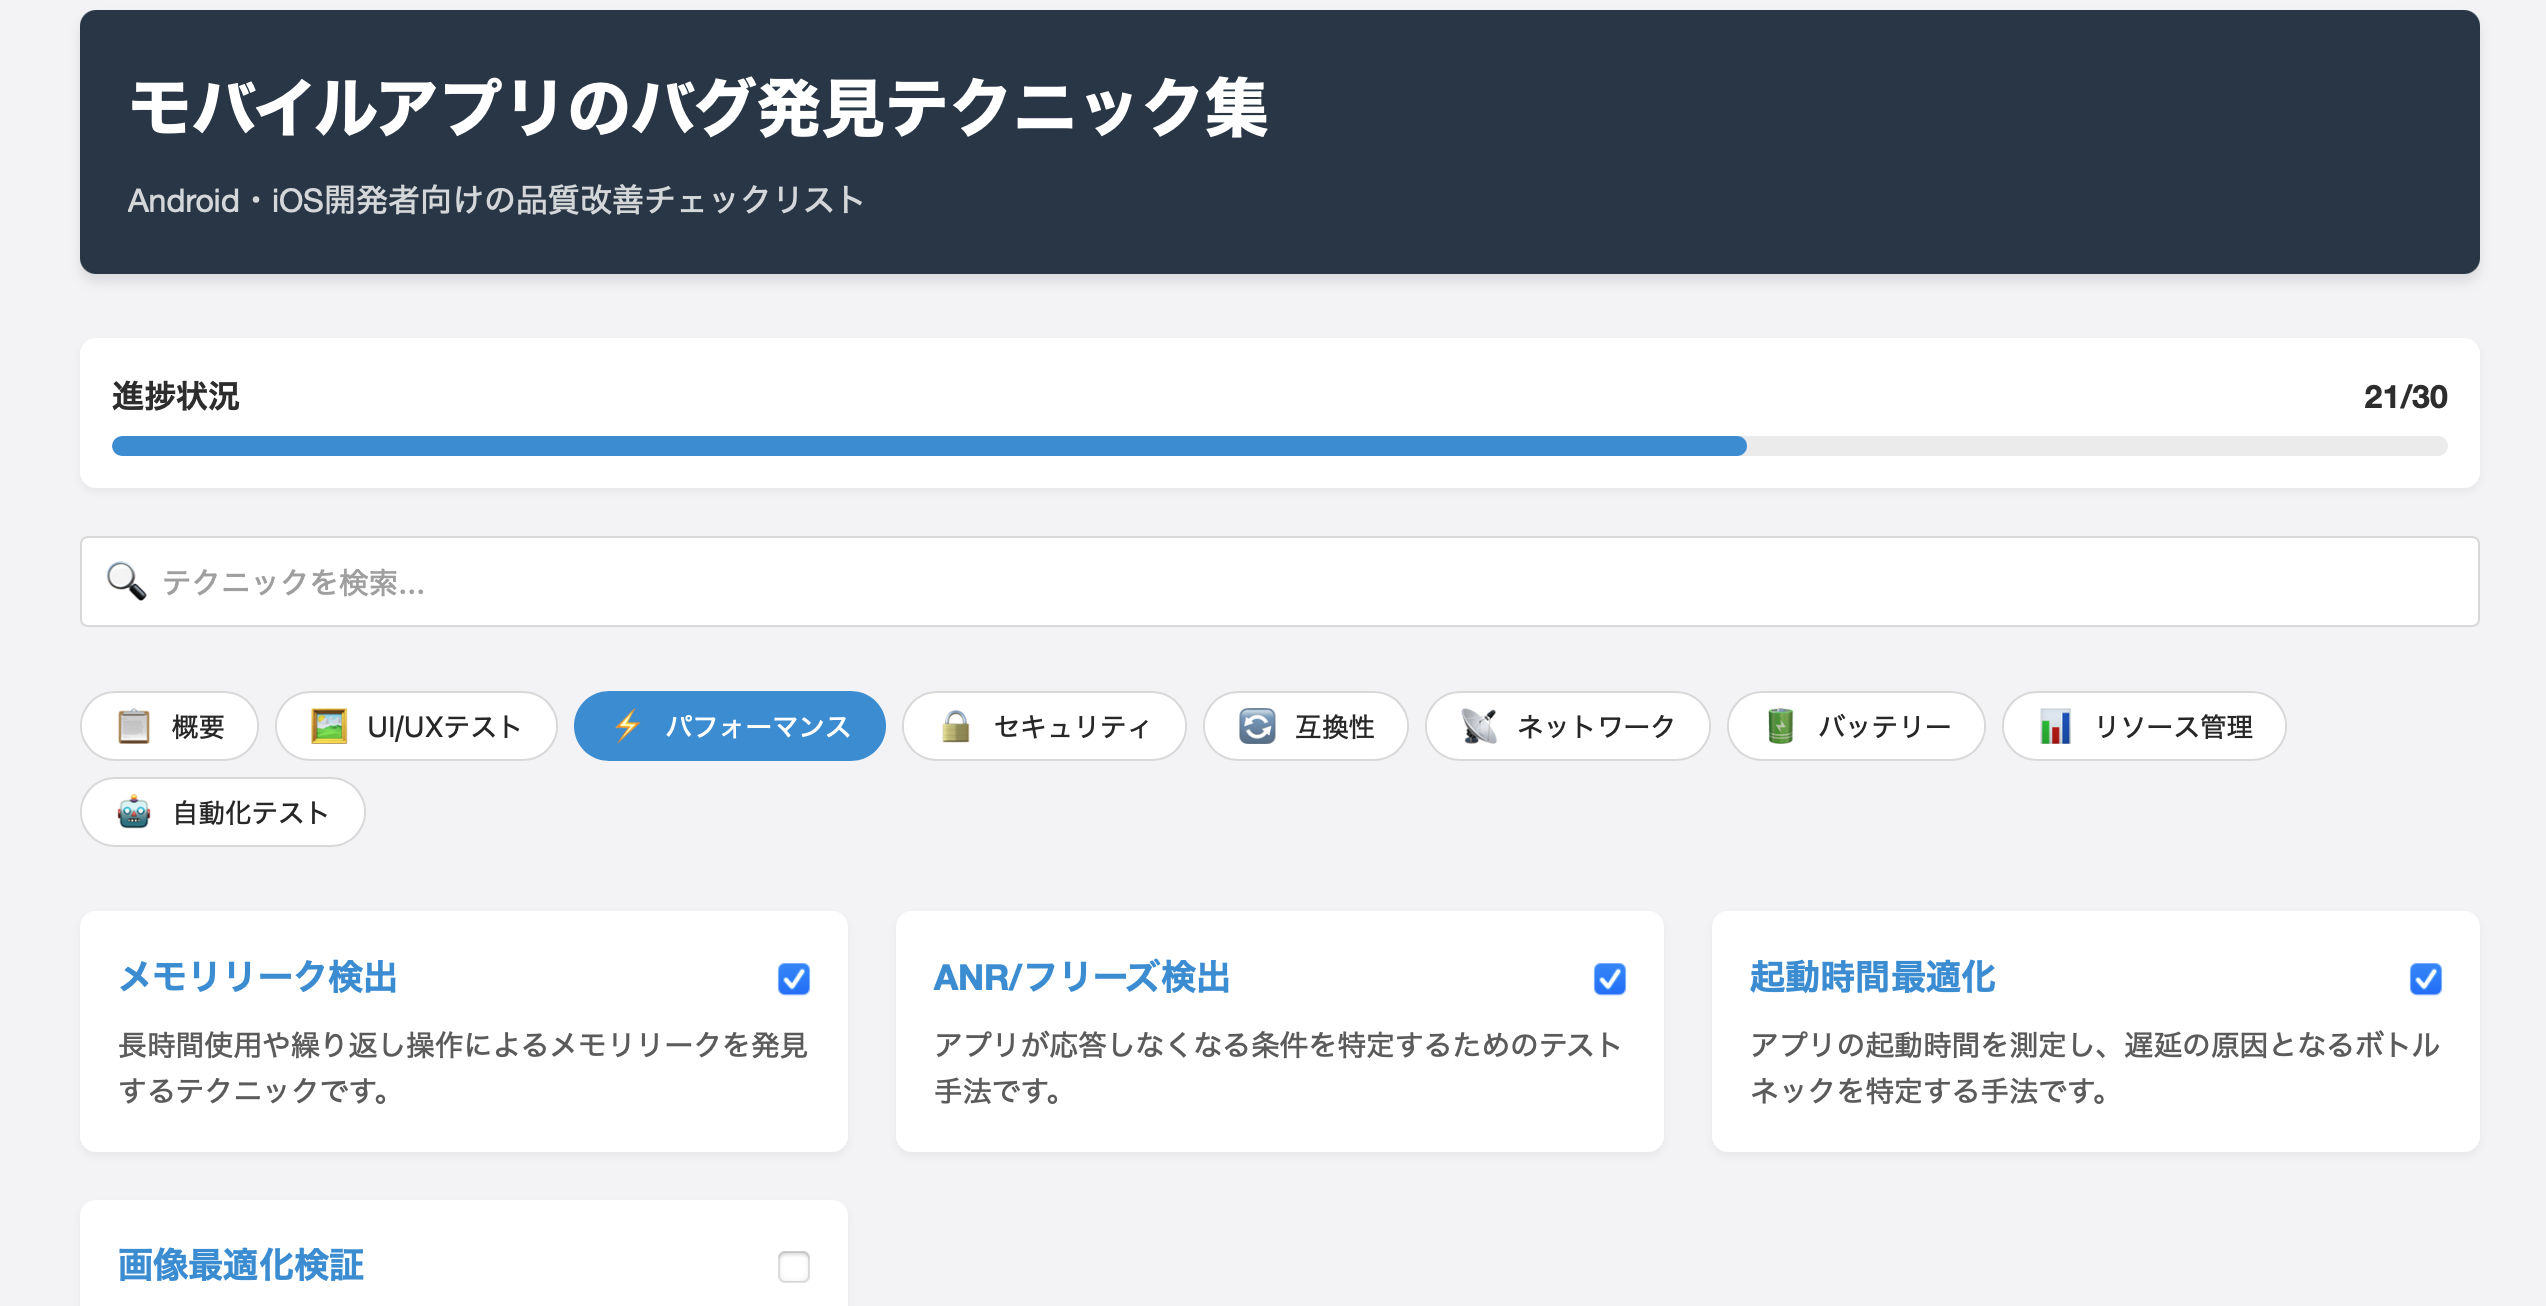 モバイルアプリのバグ発見テクニック集
Android・iOS開発者向けの品質改善チェックリスト
進捗状況
21/30
テクニックを検索...
概要
UI/UXテスト
パフォーマンス
セキュリティ
互換性
ネットワーク
バッテリー
リソース管理
自動化テスト
メモリリーク検出
長時間使用や繰り返し操作によるメモリリークを発見
するテクニックです。
ANR/フリーズ検出
アプリが応答しなくなる条件を特定するためのテスト
手法です。
起動時間最適化
アプリの起動時間を測定し、遅延の原因となるボトル
ネックを特定する手法です。
画像最適化検証